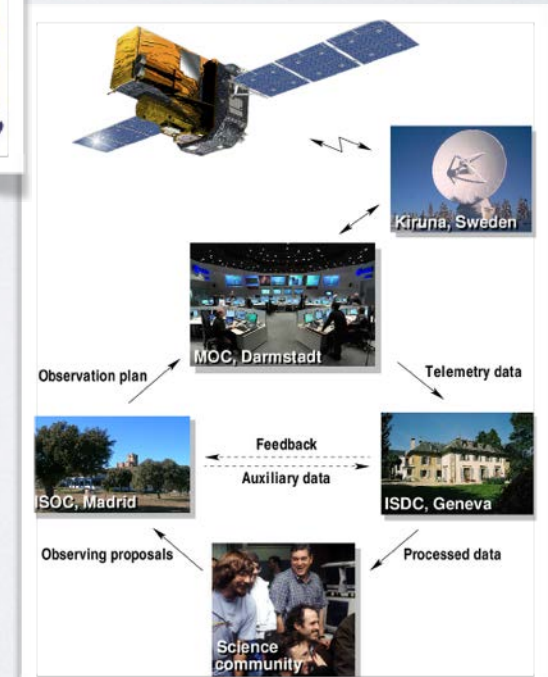 Kiruna, Sweden
MOC, Darmstadt
Observation plan
Telemetry data
Feedback
Auxiliary data
ISOC, Madrid
ISDC, Geneva
Observing proposals
Processed data
Science
community